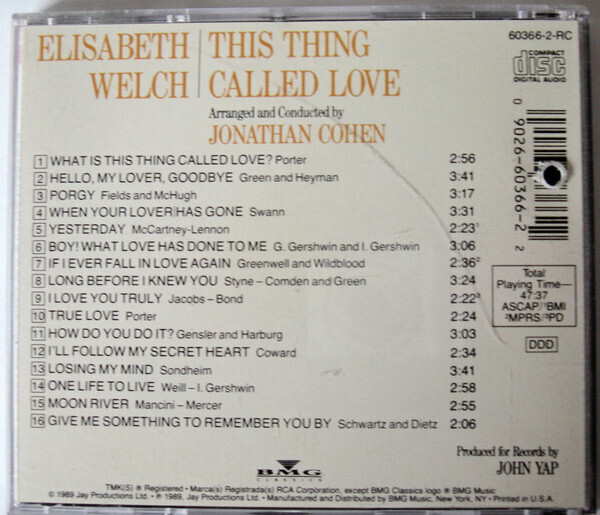 ELISABETH WELCH
THIS THING CALLED LOVE
Arranged and Conducted by
JONATHAN COHEN
60366-2-RC
COMPACT
disc
DIGITAL AUDIO
0 9026-60366-2 2
1 WHAT IS THIS THING CALLED LOVE? Porter 2:56
2 HELLO, MY LOVER, GOODBYE Green and Heyman 3:41
3 PORGY Fields and McHugh 3:17
4 WHEN YOUR LOVER HAS GONE Swann 3:31
5 YESTERDAY McCartney-Lennon 2:23¹
6 BOY! WHAT LOVE HAS DONE TO ME G. Gershwin and I. Gershwin 3:06
7 IF I EVER FALL IN LOVE AGAIN Greenwell and Wildblood 2:36²
8 LONG BEFORE I KNEW YOU Styne – Comden and Green 3:24
9 I LOVE YOU TRULY Jacobs – Bond 2:22³
10 TRUE LOVE Porter 2:24
11 HOW DO YOU DO IT? Gensler and Harburg 3:03
12 I'LL FOLLOW MY SECRET HEART Coward 2:34
13 LOSING MY MIND Sondheim 3:41
14 ONE LIFE TO LIVE Weill – I. Gershwin 2:58
15 MOON RIVER Mancini – Mercer 2:55
16 GIVE ME SOMETHING TO REMEMBER YOU BY Schwartz and Dietz 2:06
Total
Playing Time—
47:37
ASCAP/¹BMI
²MPRS/³PD
DDD
Produced for Records by
JOHN YAP
BMG
CLASSICS
TMK(S) ® Registered • Marca(s) Registrada(s) RCA Corporation, except BMG Classics logo ® BMG Music
© 1989 Jay Productions Ltd. • ℗ 1989, Jay Productions Ltd. • Manufactured and Distributed by BMG Music, New York, NY • Printed in U.S.A.